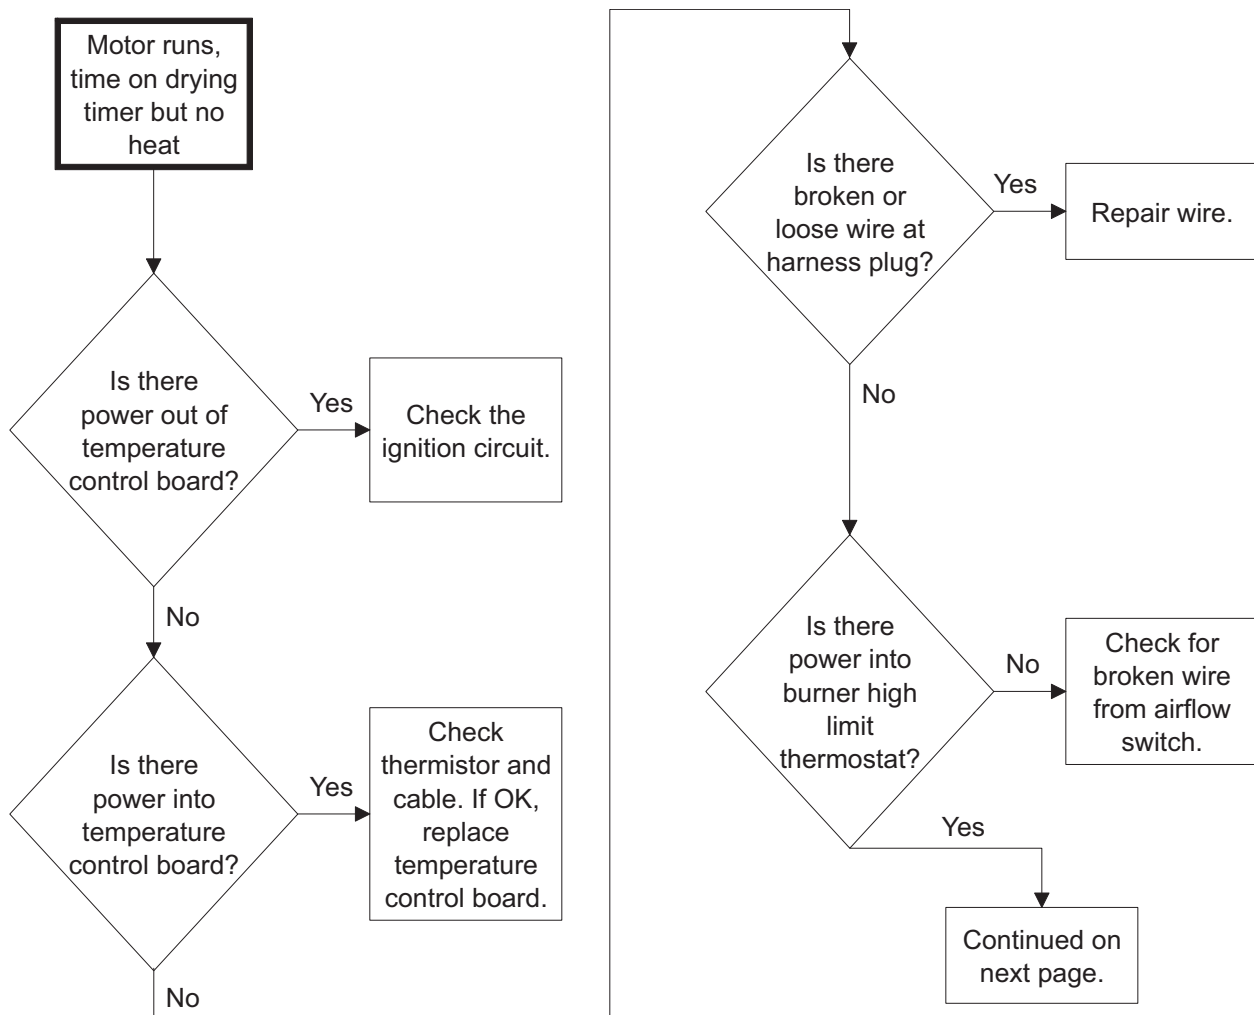 Motor runs,
time on drying
timer but no
heat
Is there
power out of
temperature
control board?
Yes
Check the
ignition circuit.
No
Is there
power into
temperature
control board?
Yes
Check
thermistor and
cable. If OK,
replace
temperature
control board.
No
Is there
broken or
loose wire at
harness plug?
Yes
Repair wire.
No
Is there
power into
burner high
limit
thermostat?
No
Check for
broken wire
from airflow
switch.
Yes
Continued on
next page.